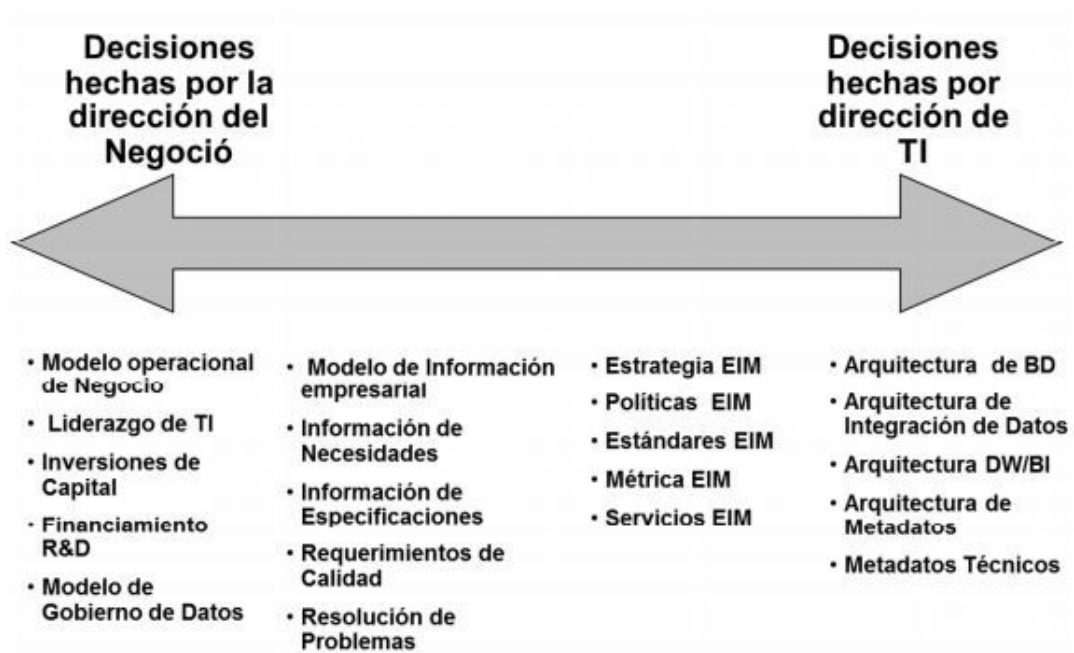 Decisiones
hechas por la
dirección del
Negoció
Decisiones
hechas por
dirección de
TI
• Modelo operacional
de Negocio
• Liderazgo de TI
• Inversiones de
Capital
• Financiamiento
R&D
• Modelo de
Gobierno de Datos
• Modelo de Información
empresarial
• Información de
Necesidades
• Información de
Especificaciones
• Requerimientos de
Calidad
• Resolución de
Problemas
• Estrategia EIM
• Políticas EIM
• Estándares EIM
• Métrica EIM
• Servicios EIM
• Arquitectura de BD
• Arquitectura de
Integración de Datos
• Arquitectura DW/BI
• Arquitectura de
Metadatos
• Metadatos Técnicos